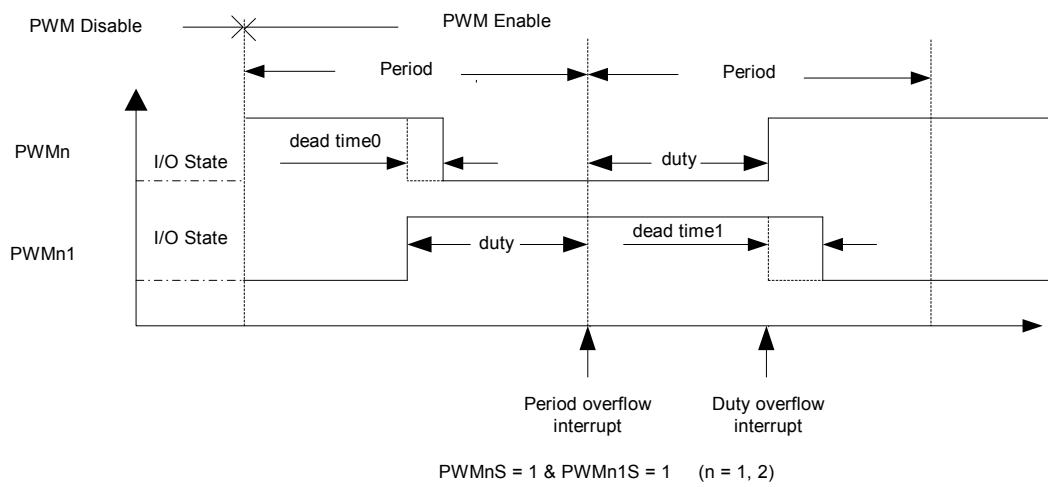 PWM Disable
PWM Enable
Period
Period
PWMn
I/O State
dead time0
duty
PWMn1
I/O State
duty
dead time1
Period overflow
interrupt
Duty overflow
interrupt
PWMnS = 1 & PWMn1S = 1 (n = 1, 2)